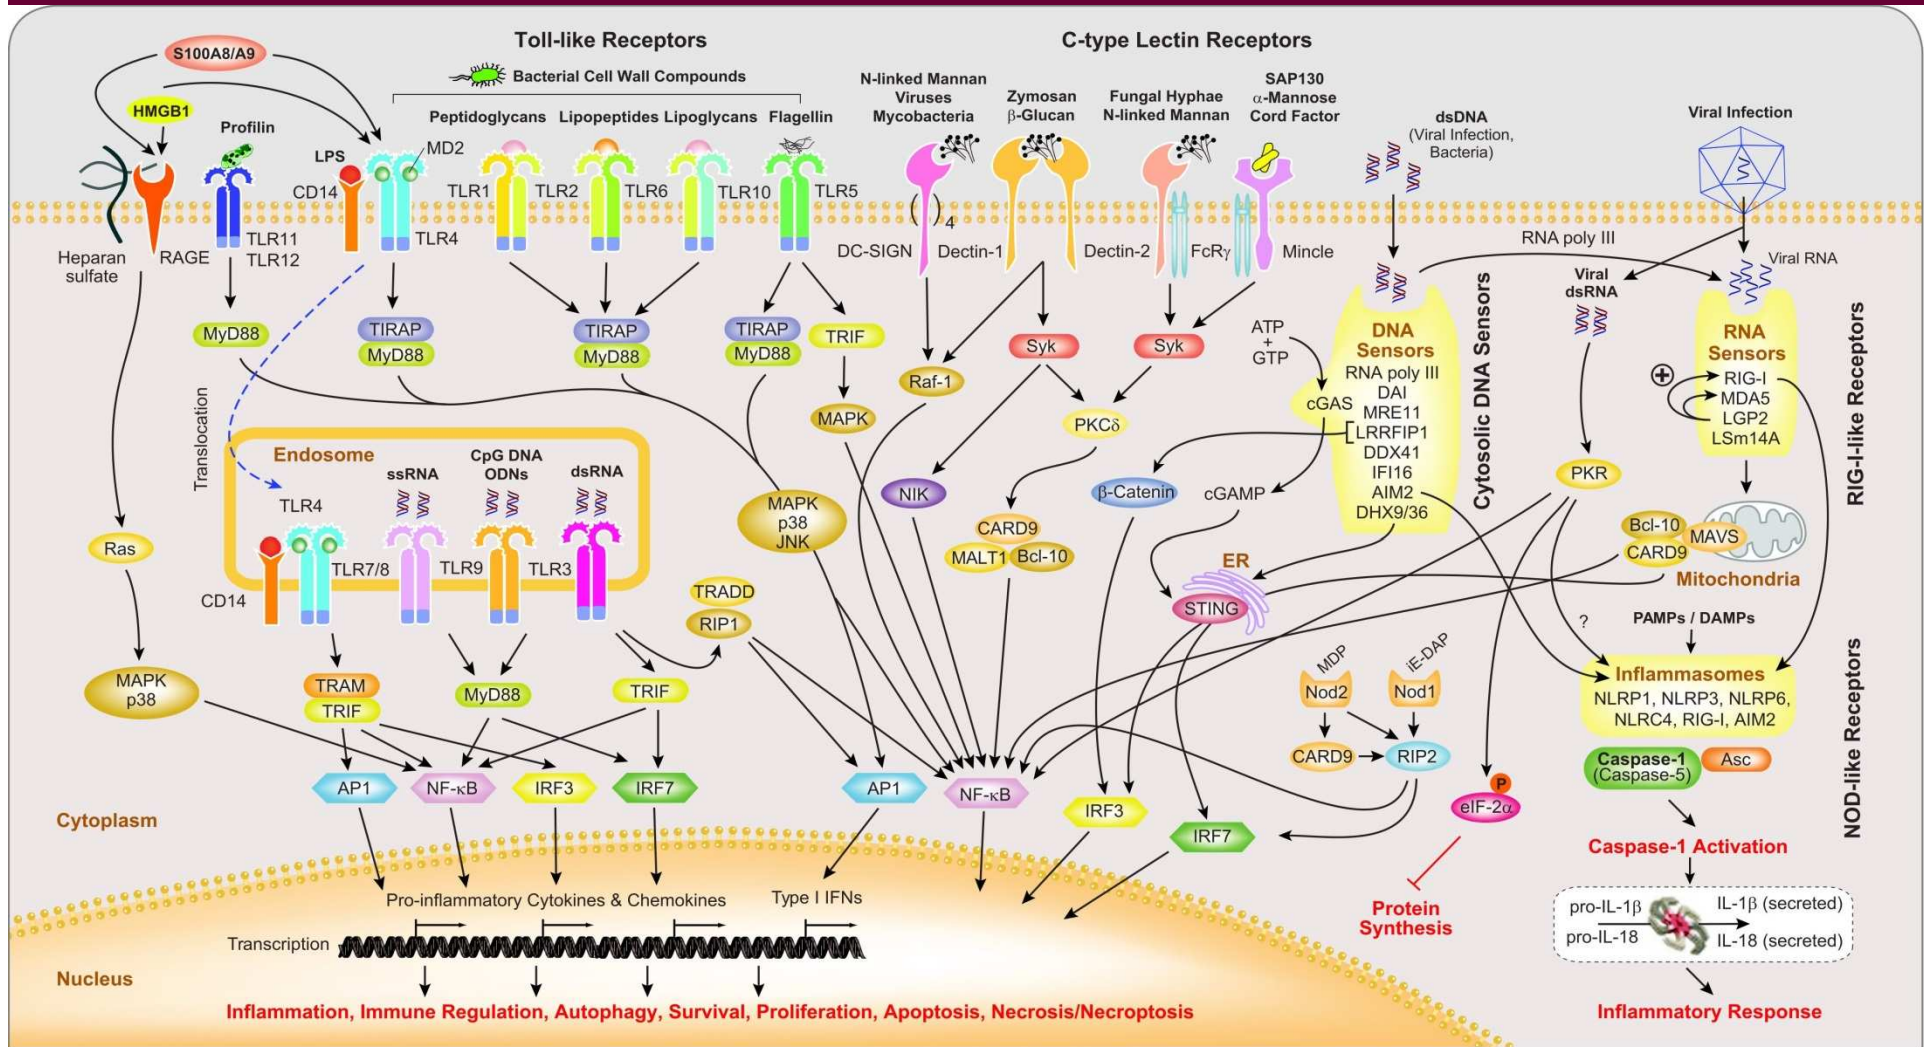 Toll-like Receptors
C-type Lectin Receptors
S100A8/A9
HMGB1
Bacterial Cell Wall Compounds
Profilin
LPS
MD2
CD14
Peptidoglycans
Lipopeptides
Lipoglycans
Flagellin
N-linked Mannan
Viruses
Mycobacteria
Zymosan
β-Glucan
Fungal Hyphae
N-linked Mannan
SAP130
α-Mannose
Cord Factor
dsDNA
(Viral Infection,
Bacteria)
Viral Infection
TLR1
TLR2
TLR6
TLR10
TLR5
Heparan
sulfate
RAGE
TLR11
TLR12
TLR4
DC-SIGN
4
Dectin-1
Dectin-2
FcRγ
Mincle
RNA poly III
Viral RNA
Viral
dsRNA
MyD88
TIRAP
MyD88
TIRAP
MyD88
TIRAP
MyD88
TRIF
MAPK
Raf-1
Syk
Syk
ATP
+
GTP
cGAS
DNA
Sensors
RNA poly III
DAI
MRE11
LRRFIP1
DDX41
IFI16
AIM2
DHX9/36
Cytosolic DNA Sensors
RNA
Sensors
RIG-I
MDA5
LGP2
LSm14A
+
RIG-I-like Receptors
PKCδ
NIK
β-Catenin
cGAMP
PKR
CARD9
MALT1
Bcl-10
Bcl-10
CARD9
MAVS
Mitochondria
ER
STING
Translocation
Endosome
TLR4
ssRNA
CpG DNA
ODNs
dsRNA
CD14
TLR7/8
TLR9
TLR3
MAPK
p38
JNK
Ras
TRADD
RIP1
MAPK
p38
TRAM
TRIF
MyD88
TRIF
?
PAMPs / DAMPs
Inflammasomes
NLRP1, NLRP3, NLRP6,
NLRC4, RIG-I, AIM2
NOD-like Receptors
MDP
iE-DAP
Nod2
Nod1
CARD9
RIP2
Caspase-1
(Caspase-5)
Asc
P
eIF-2α
AP1
NF-κB
IRF3
IRF7
AP1
NF-κB
IRF3
IRF7
Cytoplasm
Caspase-1 Activation
Protein
Synthesis
pro-IL-1β
pro-IL-18
IL-1β (secreted)
IL-18 (secreted)
Inflammatory Response
Pro-inflammatory Cytokines & Chemokines
Type I IFNs
Transcription
Nucleus
Inflammation, Immune Regulation, Autophagy, Survival, Proliferation, Apoptosis, Necrosis/Necroptosis